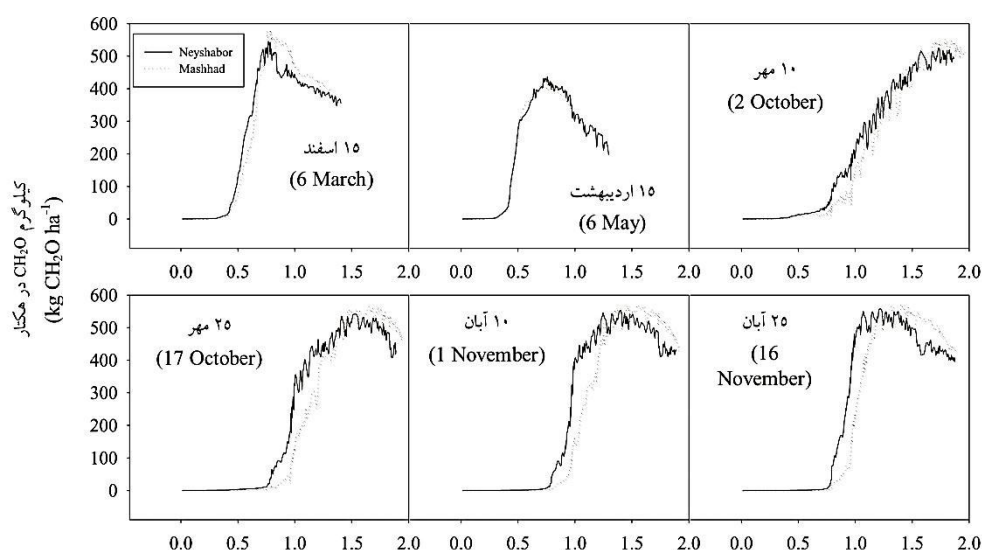 کیلوگرم CH₂O در هکتار
(kg CH₂O ha⁻¹)
600
500
400
300
200
100
0
Neyshabor
Mashhad
۱۵ اسفند
(6 March)
۱۵ اردیبهشت
(6 May)
۱۰ مهر
(2 October)
0.0 0.5 1.0 1.5 2.0
0.0 0.5 1.0 1.5 2.0
0.0 0.5 1.0 1.5 2.0
600
500
400
300
200
100
0
۲۵ مهر
(17 October)
۱۰ آبان
(1 November)
۲۵ آبان
(16
November)
0.0 0.5 1.0 1.5 2.0
0.0 0.5 1.0 1.5 2.0
0.0 0.5 1.0 1.5 2.0